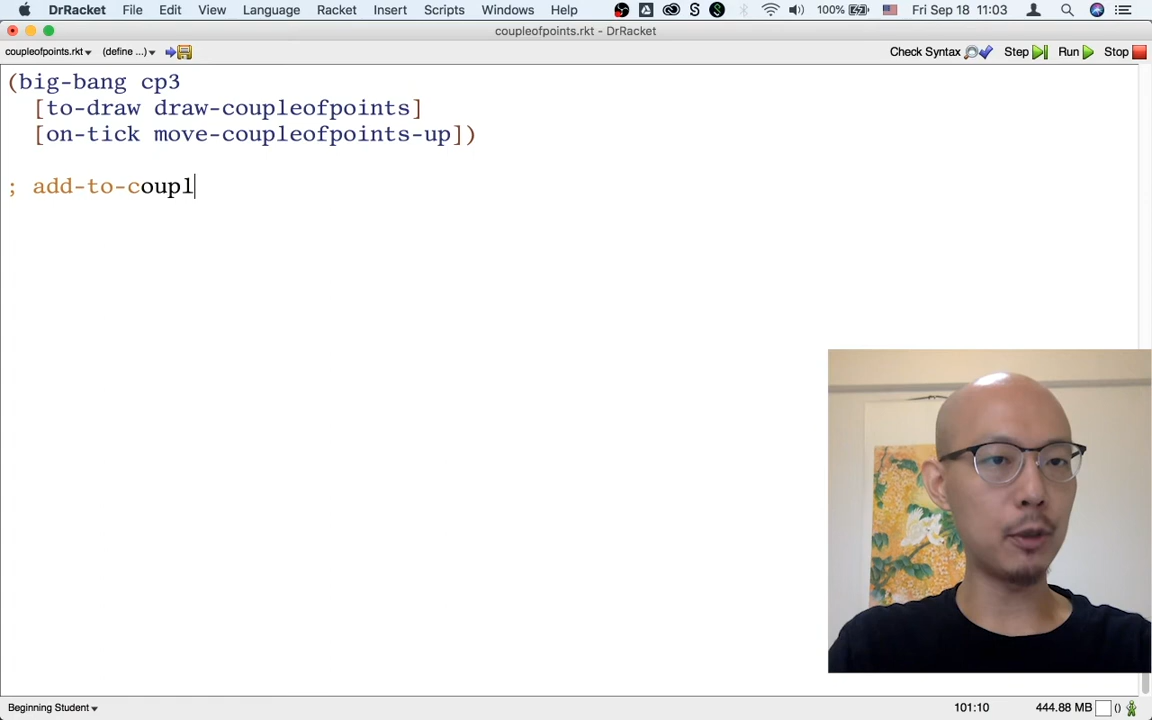 DrRacket File Edit View Language Racket Insert Scripts Windows Help 100% Fri Sep 18 11:03
coupleofpoints.rkt - DrRacket
coupleofpoints.rkt (define ...) Check Syntax Step Run Stop
(big-bang cp3
[to-draw draw-coupleofpoints]
[on-tick move-coupleofpoints-up])
; add-to-coupl
Beginning Student 101:10 444.88 MB ()